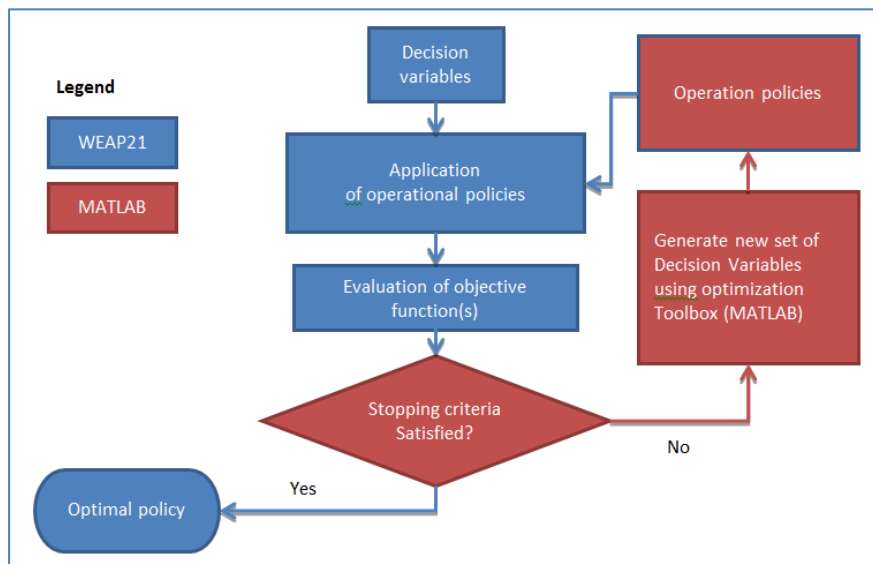 Legend
WEAP21
MATLAB
Decision
variables
Application
of operational policies
Evaluation of objective
function(s)
Stopping criteria
Satisfied?
Yes
Optimal policy
No
Generate new set of
Decision Variables
using optimization
Toolbox (MATLAB)
Operation policies